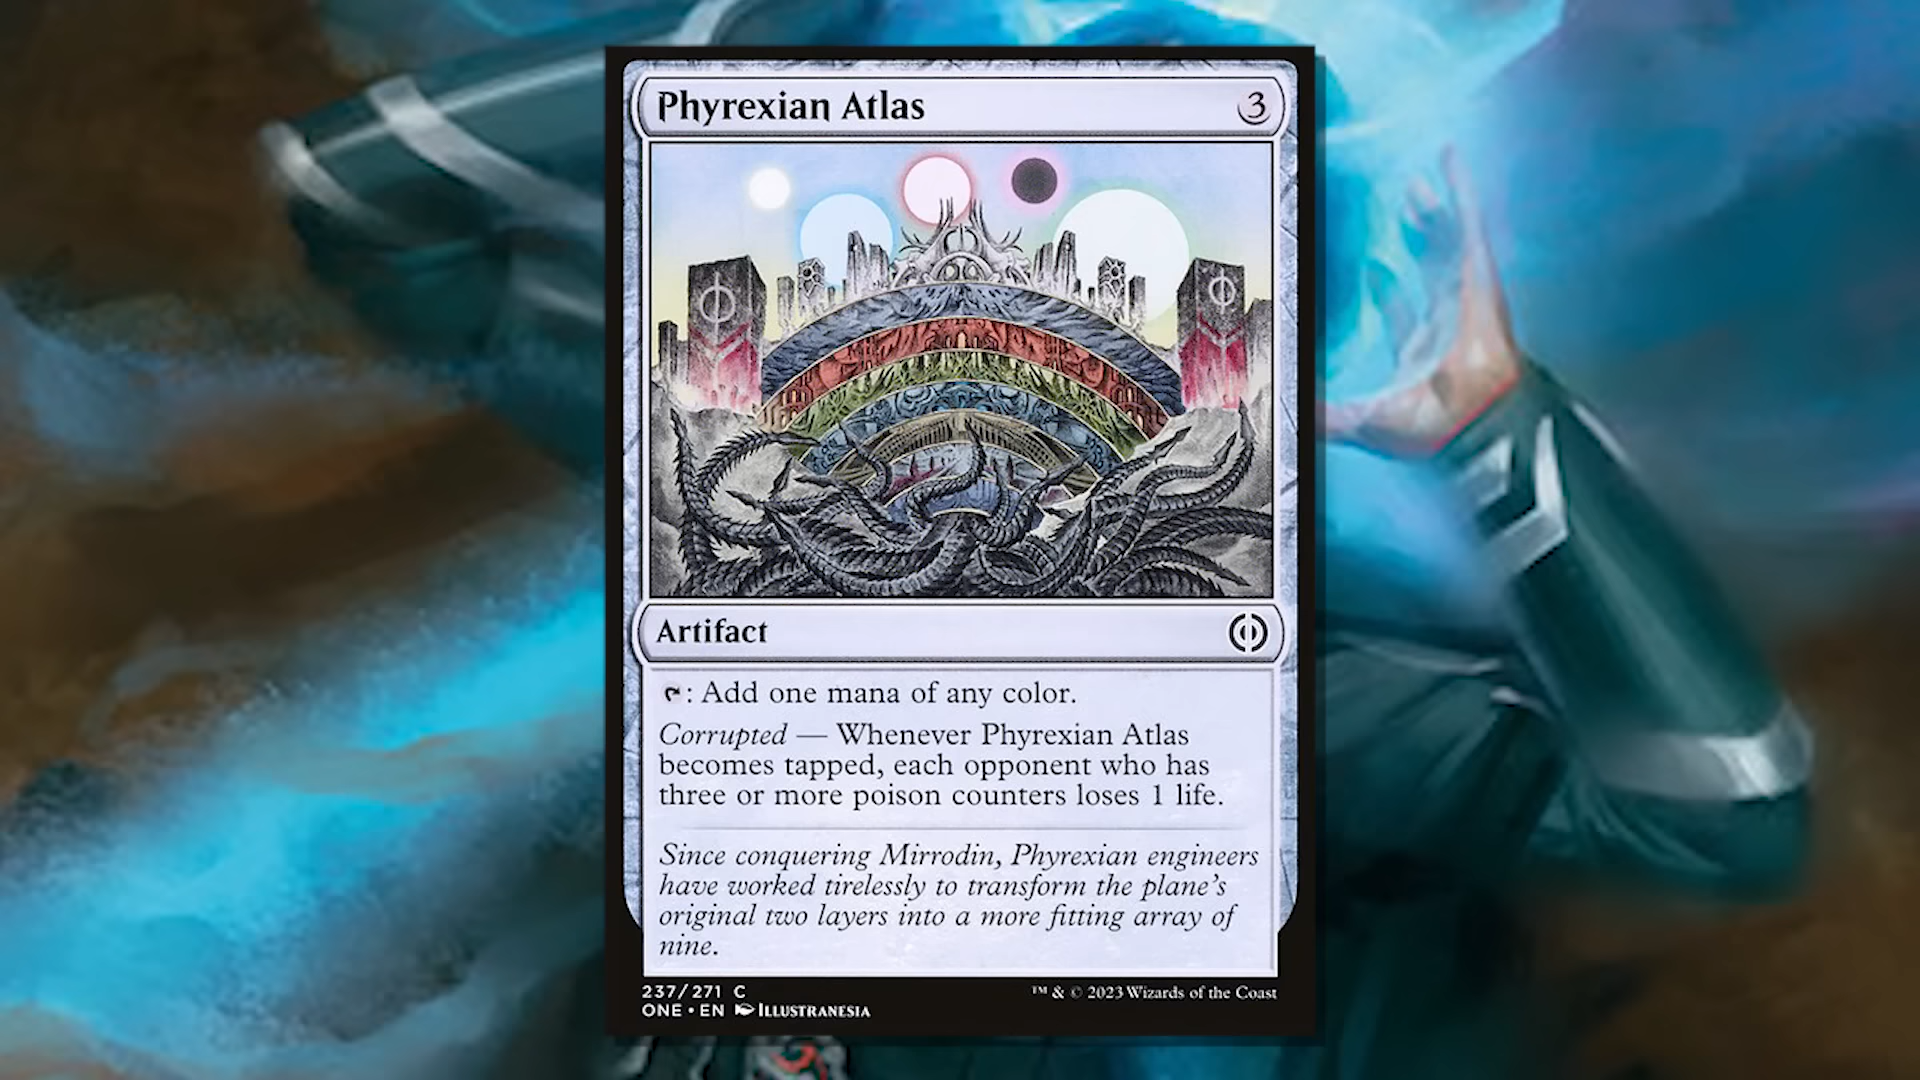 Phyrexian Atlas 3
Artifact
: Add one mana of any color.
Corrupted — Whenever Phyrexian Atlas
becomes tapped, each opponent who has
three or more poison counters loses 1 life.
Since conquering Mirrodin, Phyrexian engineers
have worked tirelessly to transform the plane's
original two layers into a more fitting array of
nine.
237/271 C
™ & © 2023 Wizards of the Coast
ONE • EN ILLUSTRANESIA